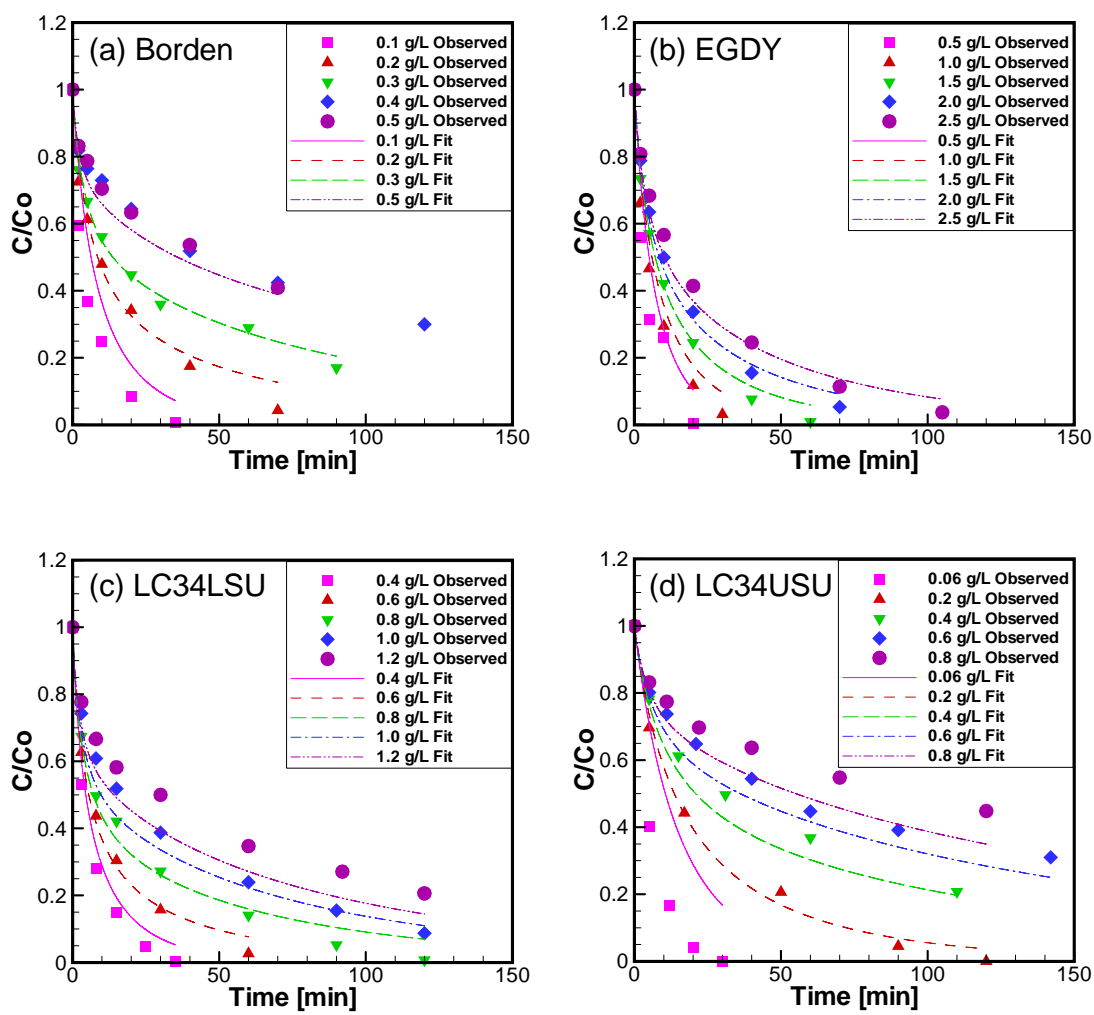 (a) Borden
0.1 g/L Observed
0.2 g/L Observed
0.3 g/L Observed
0.4 g/L Observed
0.5 g/L Observed
0.1 g/L Fit
0.2 g/L Fit
0.3 g/L Fit
0.5 g/L Fit
C/Co
1.2
1
0.8
0.6
0.4
0.2
0
0 50 100 150
Time [min]
(b) EGDY
0.5 g/L Observed
1.0 g/L Observed
1.5 g/L Observed
2.0 g/L Observed
2.5 g/L Observed
0.5 g/L Fit
1.0 g/L Fit
1.5 g/L Fit
2.0 g/L Fit
2.5 g/L Fit
C/Co
1.2
1
0.8
0.6
0.4
0.2
0
0 50 100 150
Time [min]
(c) LC34LSU
0.4 g/L Observed
0.6 g/L Observed
0.8 g/L Observed
1.0 g/L Observed
1.2 g/L Observed
0.4 g/L Fit
0.6 g/L Fit
0.8 g/L Fit
1.0 g/L Fit
1.2 g/L Fit
C/Co
1.2
1
0.8
0.6
0.4
0.2
0
0 50 100 150
Time [min]
(d) LC34USU
0.06 g/L Observed
0.2 g/L Observed
0.4 g/L Observed
0.6 g/L Observed
0.8 g/L Observed
0.06 g/L Fit
0.2 g/L Fit
0.4 g/L Fit
0.6 g/L Fit
0.8 g/L Fit
C/Co
1.2
1
0.8
0.6
0.4
0.2
0
0 50 100 150
Time [min]